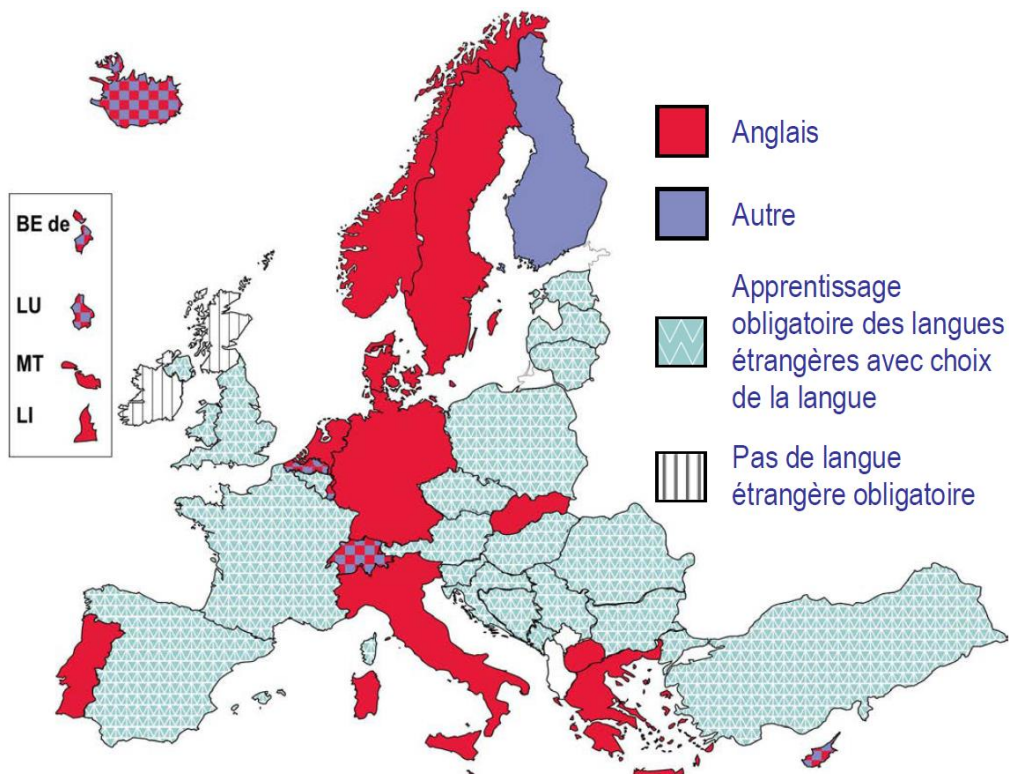 Anglais
Autre
Apprentissage
obligatoire des langues
étrangères avec choix
de la langue
Pas de langue
étrangère obligatoire
BE de
LU
MT
LI